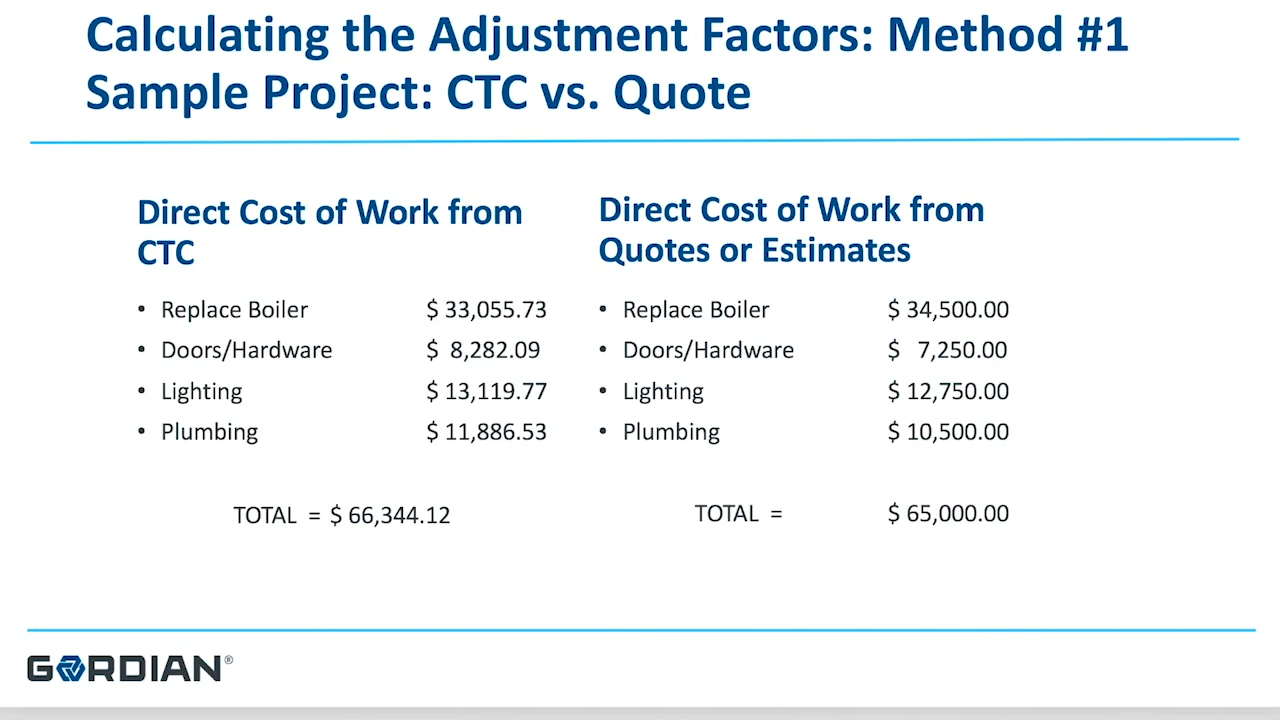 Calculating the Adjustment Factors: Method #1
Sample Project: CTC vs. Quote
Direct Cost of Work from
CTC
• Replace Boiler $ 33,055.73
• Doors/Hardware $ 8,282.09
• Lighting $ 13,119.77
• Plumbing $ 11,886.53
TOTAL = $ 66,344.12
Direct Cost of Work from
Quotes or Estimates
• Replace Boiler $ 34,500.00
• Doors/Hardware $ 7,250.00
• Lighting $ 12,750.00
• Plumbing $ 10,500.00
TOTAL = $ 65,000.00
GORDIAN®